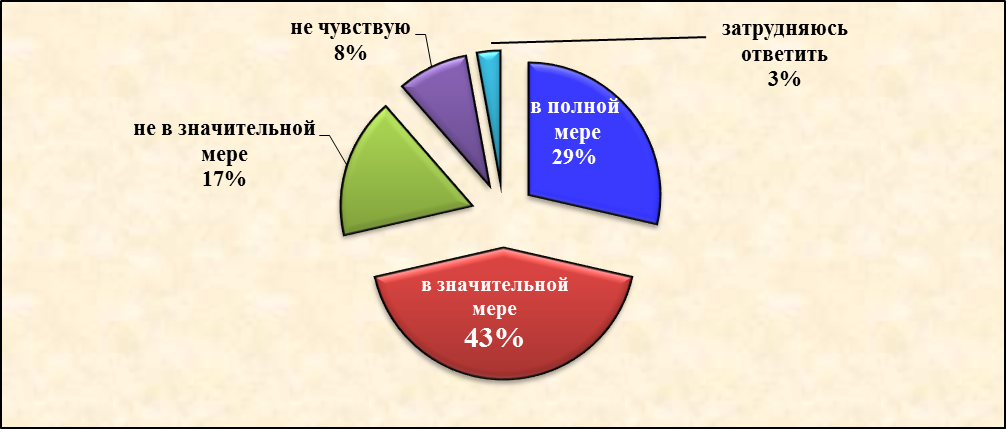 не чувствую
8%
затрудняюсь
ответить
3%
в полной
мере
29%
не в значительной
мере
17%
в значительной
мере
43%